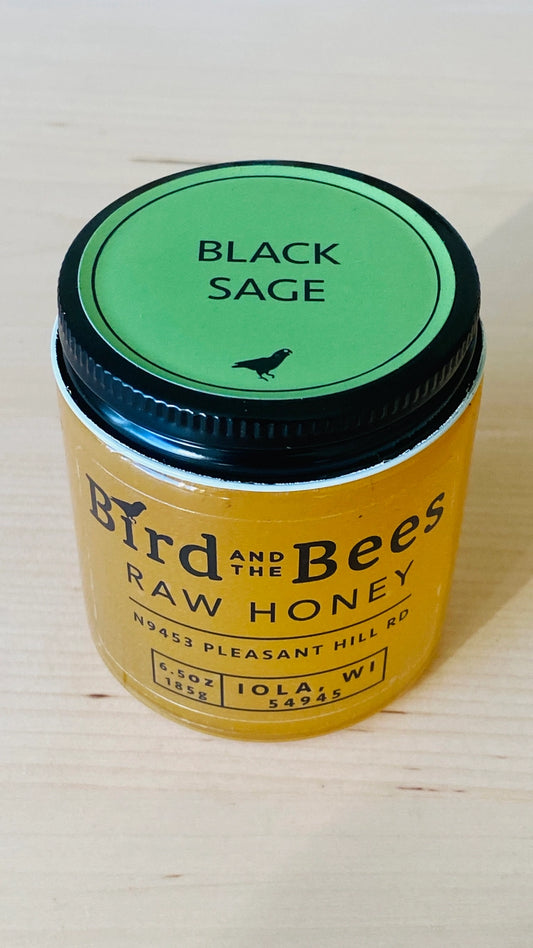 BLACK
SAGE
Bird AND THE Bees
RAW HONEY
N9453 PLEASANT HILL RD
6.5OZ
185g
IOLA, WI
54945